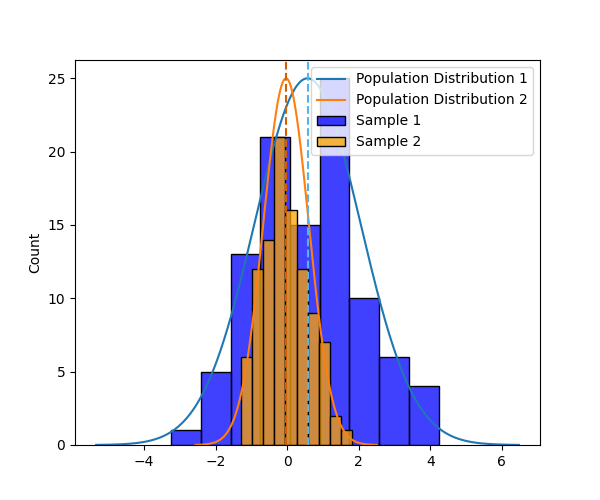 Population Distribution 1
Population Distribution 2
Sample 1
Sample 2
Count
25
20
15
10
5
0
−4 −2 0 2 4 6